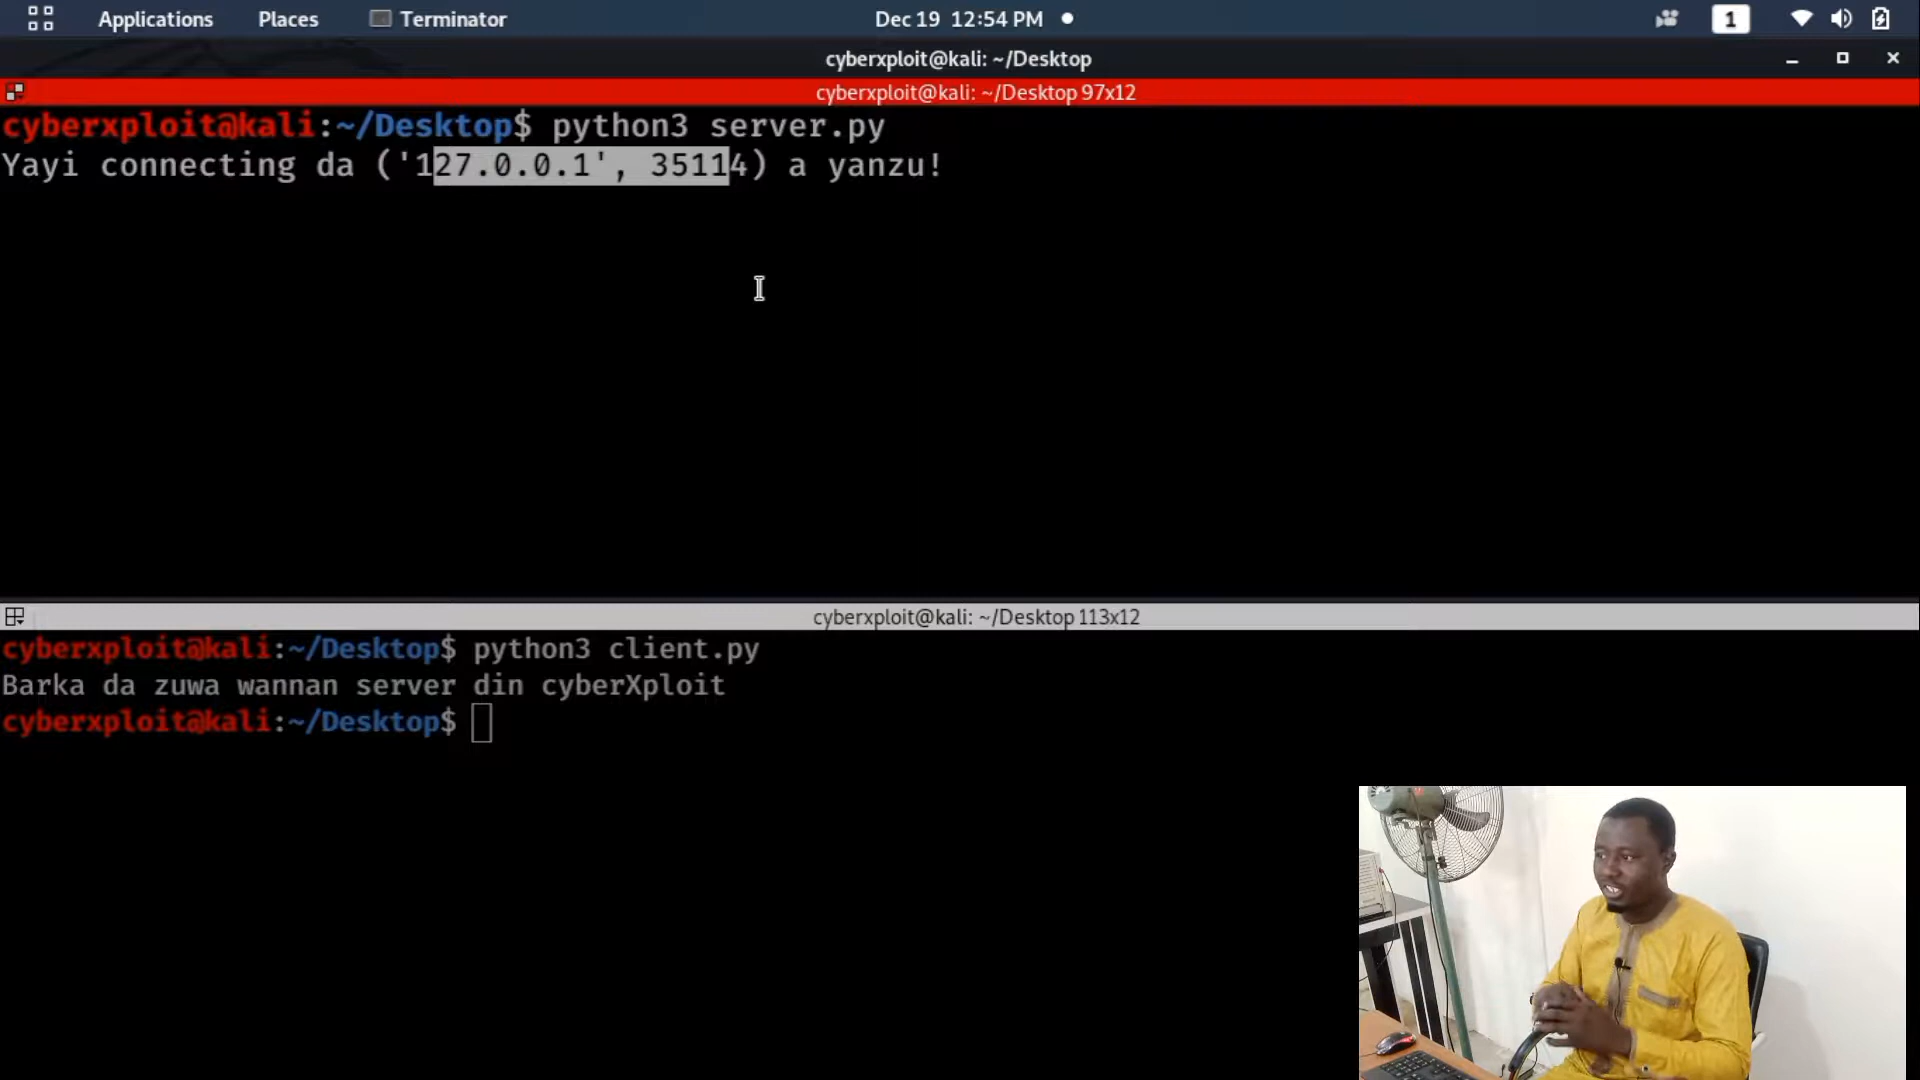 Applications Places Terminator Dec 19 12:54 PM 1
cyberxploit@kali: ~/Desktop
cyberxploit@kali: ~/Desktop 97x12
cyberxploit@kali:~/Desktop$ python3 server.py
Yayi connecting da ('127.0.0.1', 35114) a yanzu!
cyberxploit@kali: ~/Desktop 113x12
cyberxploit@kali:~/Desktop$ python3 client.py
Barka da zuwa wannan server din cyberXploit
cyberxploit@kali:~/Desktop$